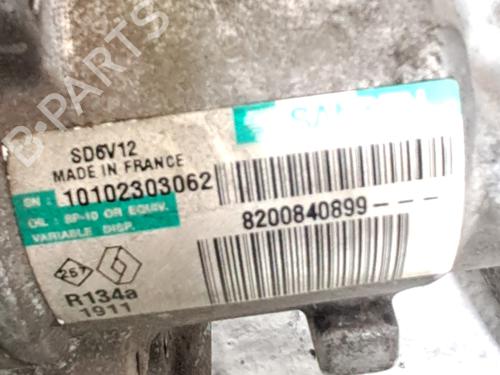 B-PARTS
SANDEN
SD6V12
MADE IN FRANCE
SN: 10102303062
OIL: SP-10 OR EQUIV.
VARIABLE DISP.
8200840899---
257
R134a
1911